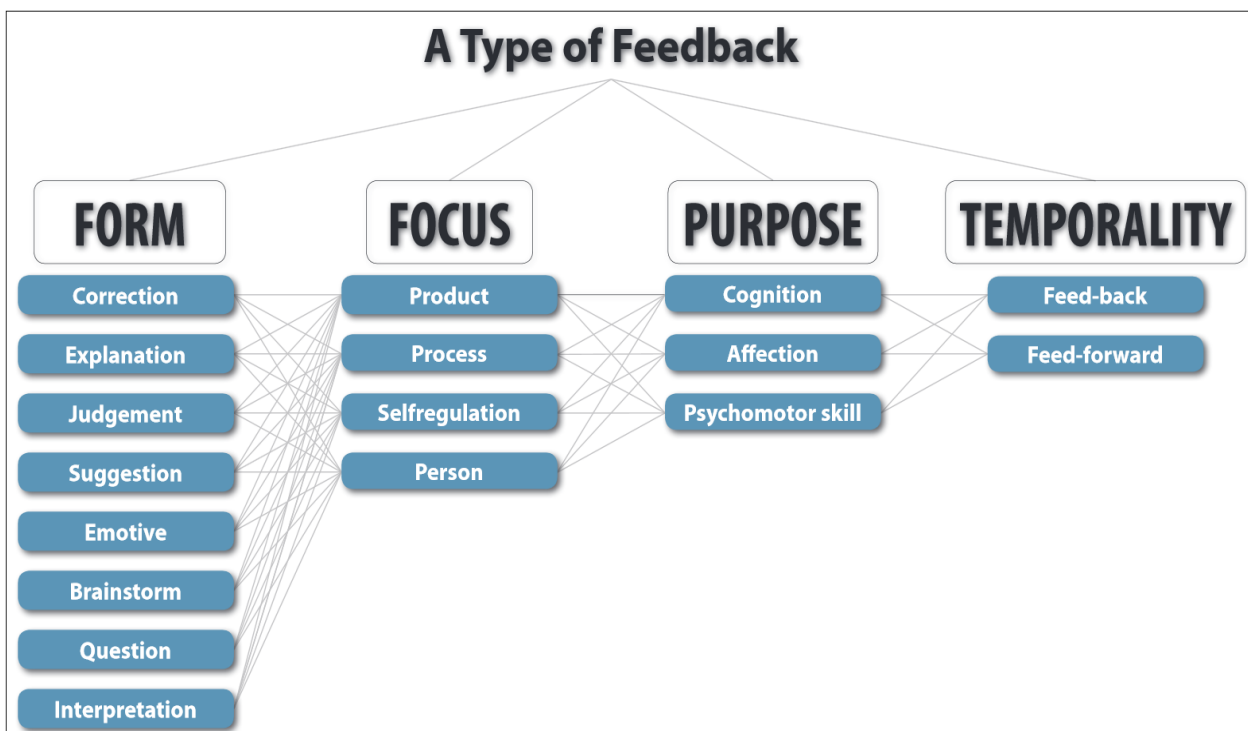 A Type of Feedback
FORM
Correction
Explanation
Judgement
Suggestion
Emotive
Brainstorm
Question
Interpretation
FOCUS
Product
Process
Selfregulation
Person
PURPOSE
Cognition
Affection
Psychomotor skill
TEMPORALITY
Feed-back
Feed-forward